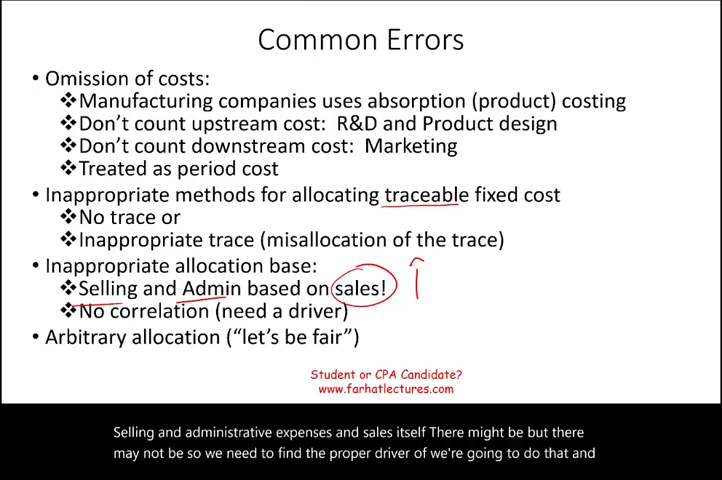 Common Errors
• Omission of costs:
❖Manufacturing companies uses absorption (product) costing
❖Don't count upstream cost: R&D and Product design
❖Don't count downstream cost: Marketing
❖Treated as period cost
• Inappropriate methods for allocating traceable fixed cost
❖No trace or
❖Inappropriate trace (misallocation of the trace)
• Inappropriate allocation base:
❖Selling and Admin based on sales!
❖No correlation (need a driver)
• Arbitrary allocation ("let's be fair")
Student or CPA Candidate?
www.farhatlectures.com
Selling and administrative expenses and sales itself There might be but there
may not be so we need to find the proper driver of we're going to do that and